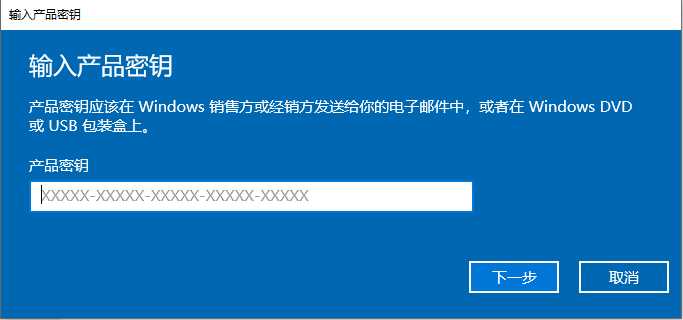 输入产品密钥
输入产品密钥
产品密钥应该在 Windows 销售方或经销方发送给你的电子邮件中，或者在 Windows DVD
或 USB 包装盒上。
产品密钥
XXXXX-XXXXX-XXXXX-XXXXX-XXXXX
下一步
取消